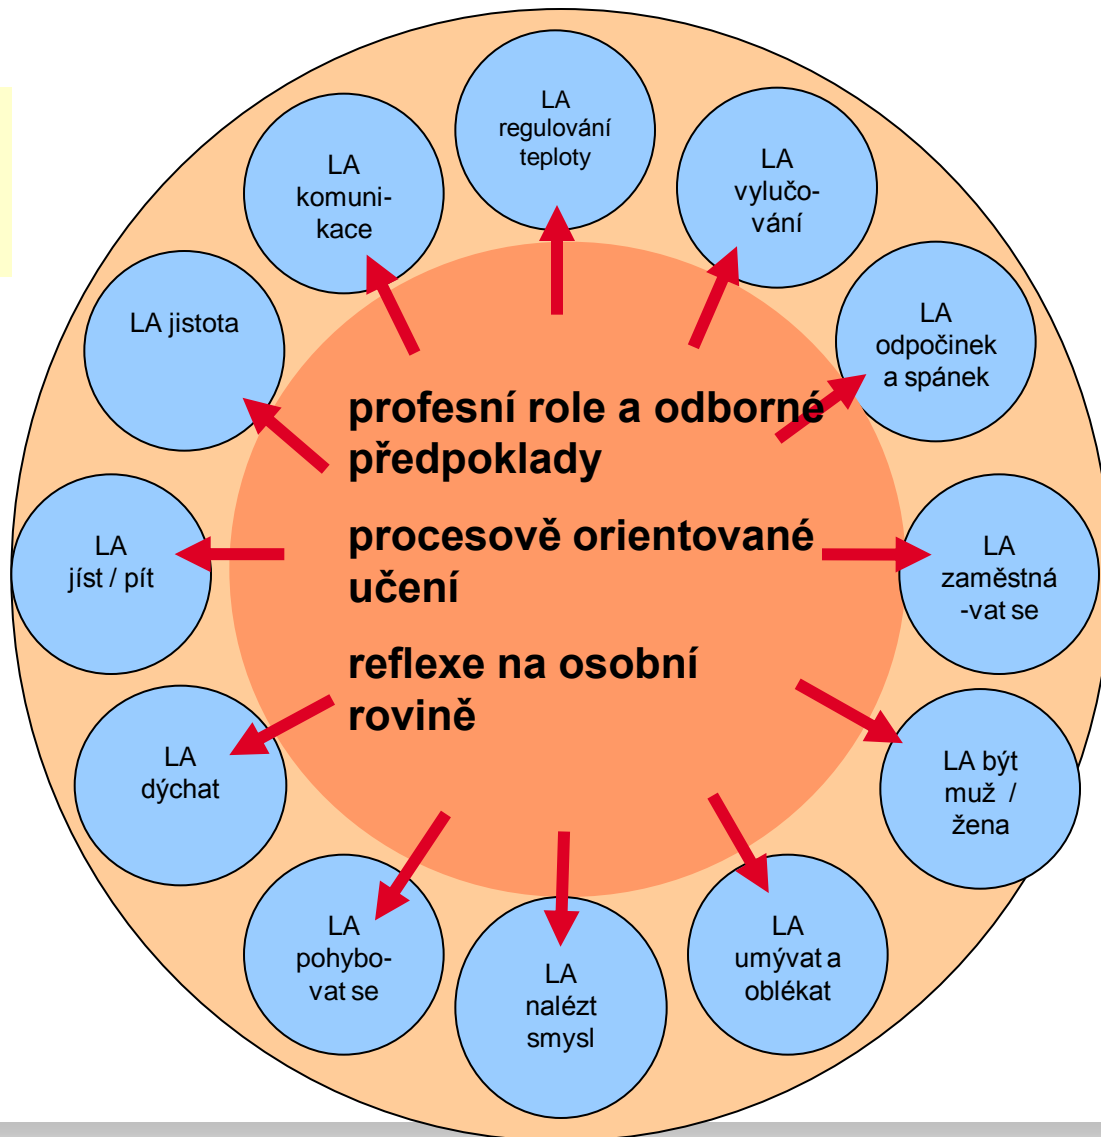 LA
regulování
teploty
LA
vylučo-
vání
LA
odpočinek
a spánek
LA
zaměstná
-vat se
LA být
muž /
žena
LA
umývat a
oblékat
LA
nalézt
smysl
LA
pohybo-
vat se
LA
dýchat
LA
jíst / pít
LA jistota
LA
komuni-
kace
profesní role a odborné
předpoklady
procesově orientované
učení
reflexe na osobní
rovině